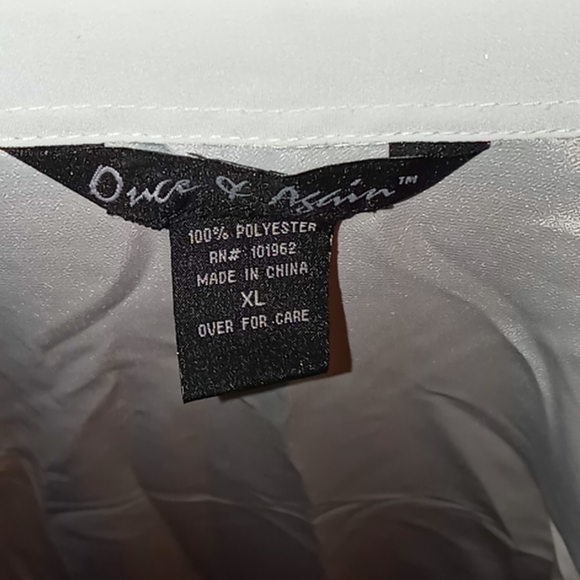 Once & Again™
100% POLYESTER
RN# 101962
MADE IN CHINA
XL
OVER FOR CARE